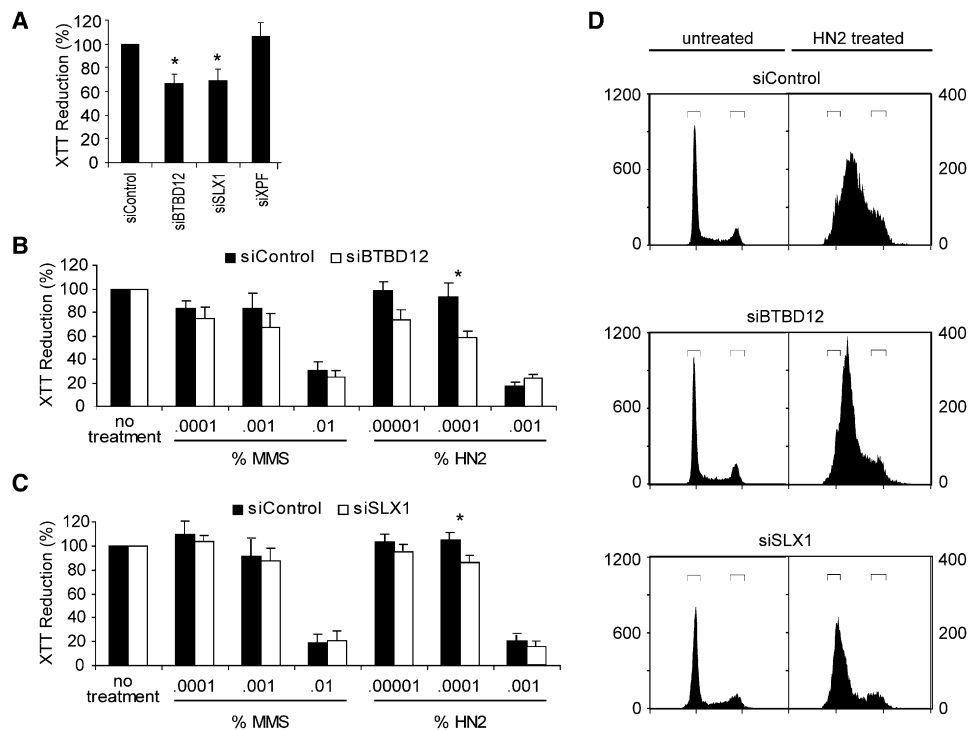 A
XTT Reduction (%)
120
100
80
60
40
20
0
* *
siControl
siBTBD12
siSLX1
siXPF
B
siControl siBTBD12
XTT Reduction (%)
120
100
80
60
40
20
0
*
no treatment .0001 .001 .01 .00001 .0001 .001
% MMS % HN2
C
siControl siSLX1
XTT Reduction (%)
120
100
80
60
40
20
0
*
no treatment .0001 .001 .01 .00001 .0001 .001
% MMS % HN2
D
untreated HN2 treated
siControl
1200 400
600 200
0 0
siBTBD12
1200 400
600 200
0 0
siSLX1
1200 400
600 200
0 0